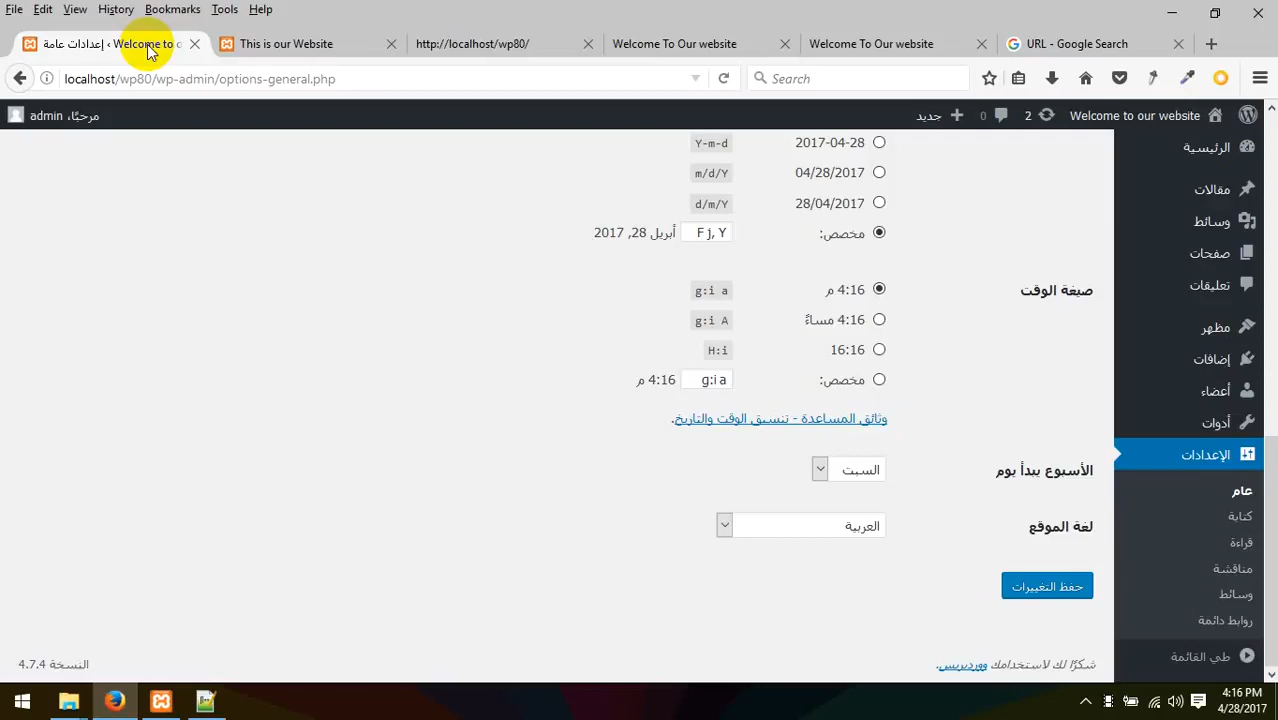 File Edit View History Bookmarks Tools Help
إعدادات عامة ‹ Welcome to o
This is our Website
http://localhost/wp80/
Welcome To Our website
Welcome To Our website
URL - Google Search
localhost/wp80/wp-admin/options-general.php
Search
Welcome to our website
2
0
جديد
مرحبًا، admin
الرئيسية
مقالات
وسائط
صفحات
تعليقات
مظهر
إضافات
أعضاء
أدوات
الإعدادات
عام
كتابة
قراءة
مناقشة
وسائط
روابط دائمة
طي القائمة
2017-04-28 Y-m-d
04/28/2017 m/d/Y
28/04/2017 d/m/Y
مخصص: F j, Y أبريل 28, 2017
صيغة الوقت
4:16 م g:i a
4:16 مساءً g:i A
16:16 H:i
مخصص: g:i a 4:16 م
وثائق المساعدة - تنسبق الوقت والتاريخ.
الأسبوع يبدأ يوم السبت
لغة الموقع العربية
حفظ التغييرات
شكرًا لك لاستخدامك ووردبريس.
النسخة 4.7.4
4:16 PM
4/28/2017